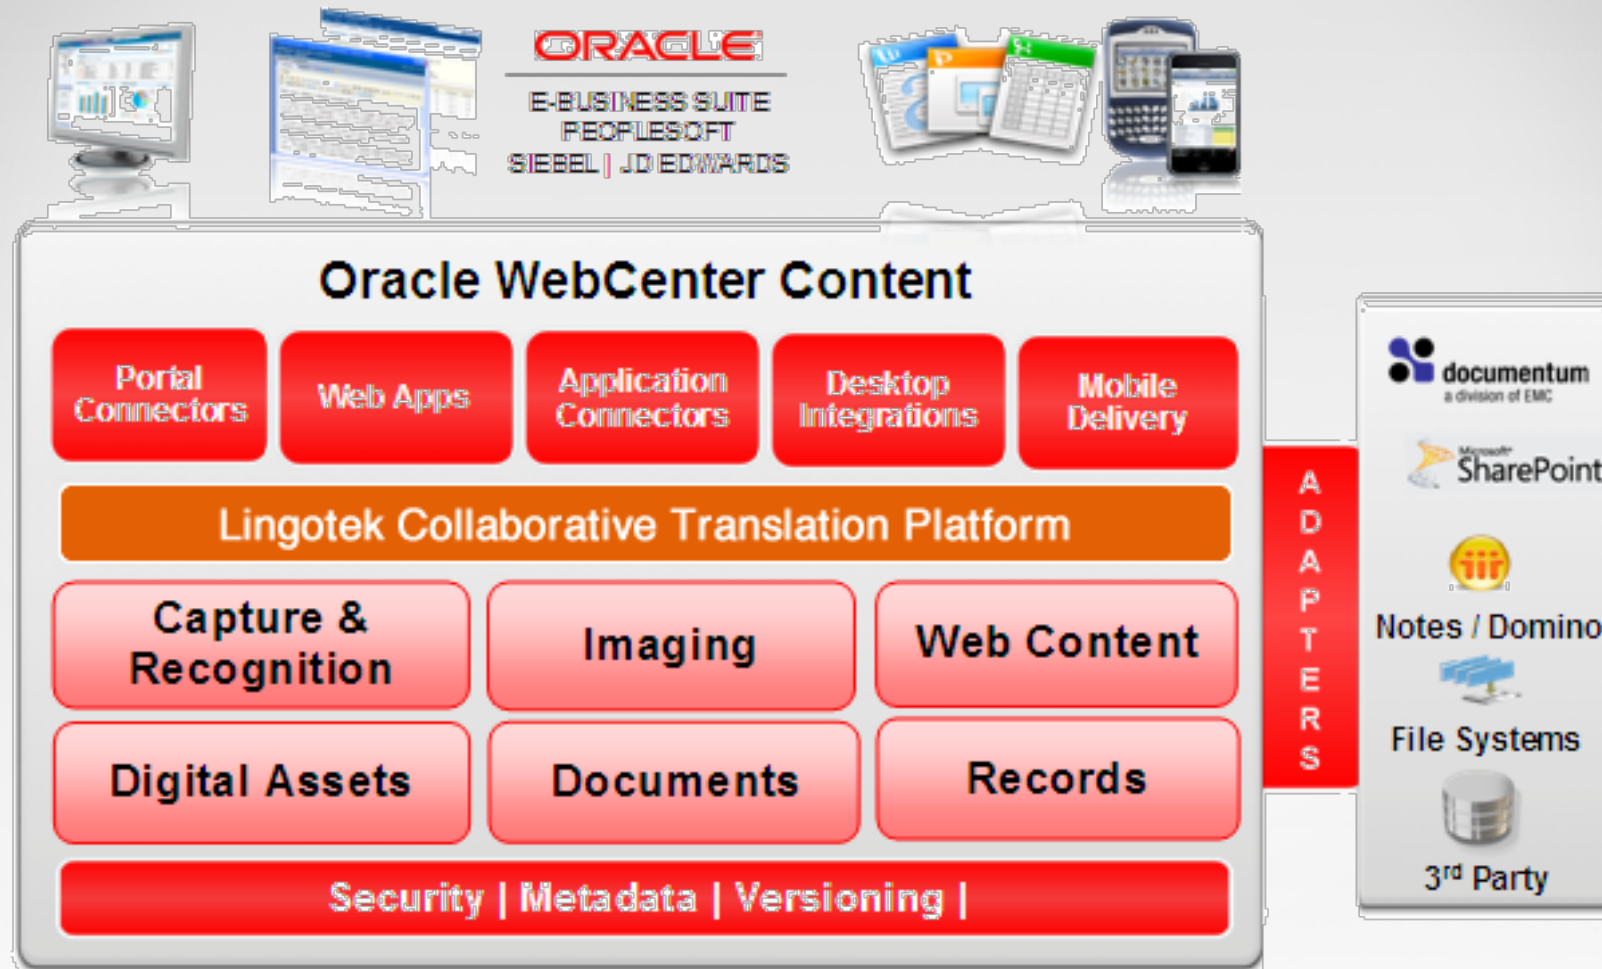 ORACLE
E-BUSINESS SUITE
PEOPLESOFT
SIEBEL | JD EDWARDS
Oracle WebCenter Content
Portal
Connectors
Web Apps
Application
Connectors
Desktop
Integrations
Mobile
Delivery
Lingotek Collaborative Translation Platform
Capture &
Recognition
Imaging
Web Content
Digital Assets
Documents
Records
Security | Metadata | Versioning |
A
D
A
P
T
E
R
S
documentum
a division of EMC
Microsoft
SharePoint
Notes / Domino
File Systems
3rd Party